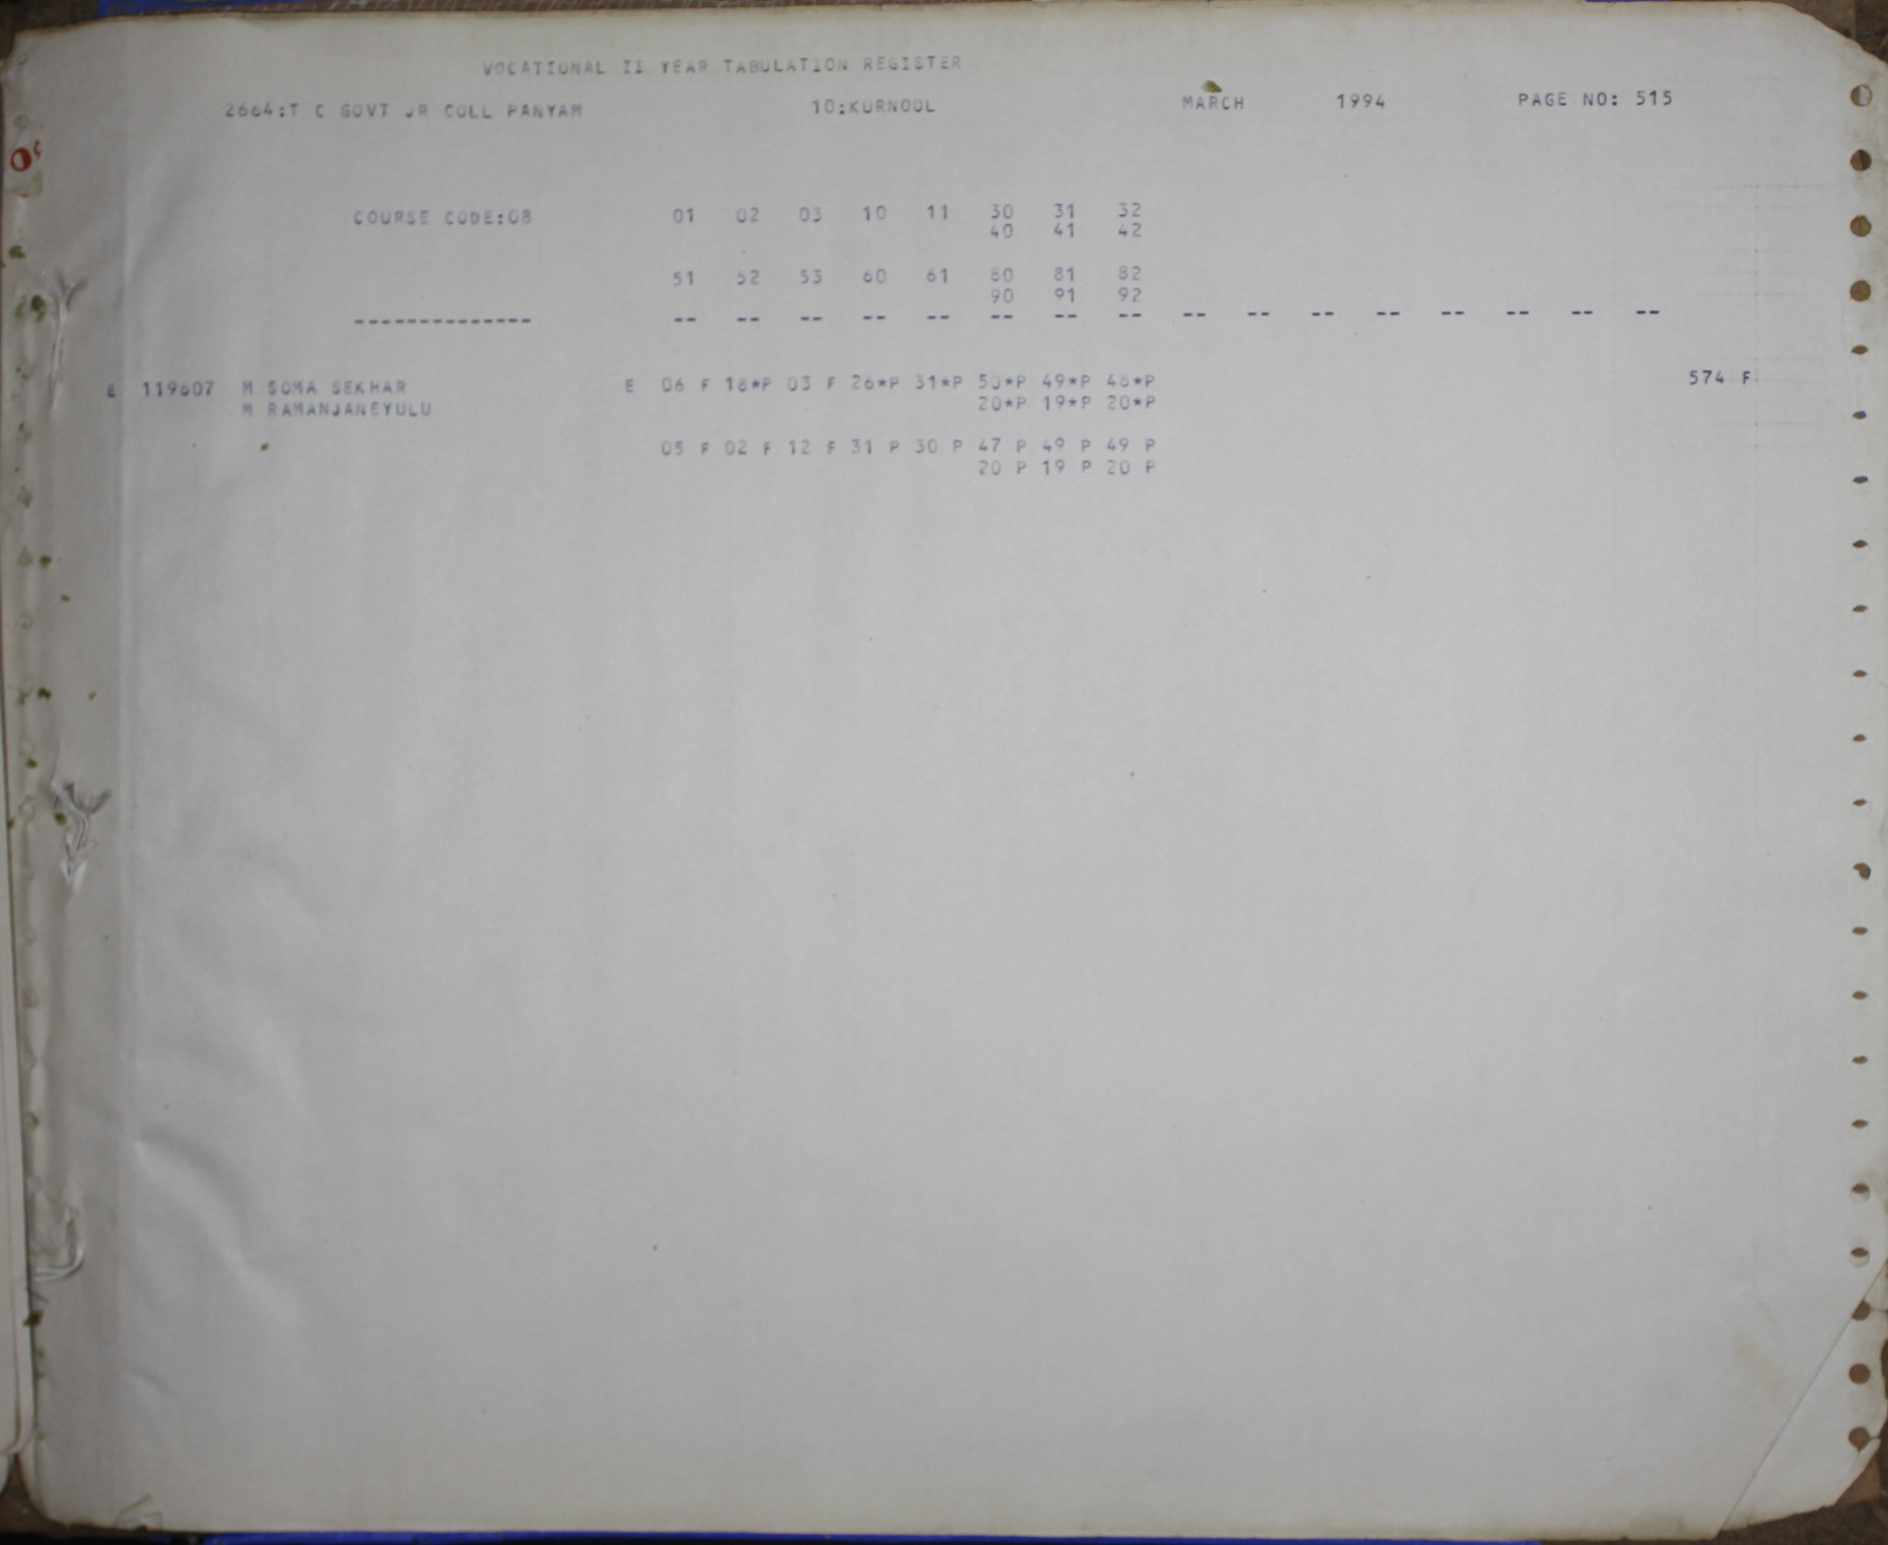 VOCATIONAL II YEAR TABULATION REGISTER
2664:T C GOVT JR COLL PANYAM 10:KURNOOL MARCH 1994 PAGE NO: 515
COURSE CODE:08 01 02 03 10 11 30 31 32
40 41 42
51 52 53 60 61 80 81 82
90 91 92
-------------- -- -- -- -- -- -- -- -- -- -- -- -- -- -- -- --
E 119607 M SOMA SEKHAR E 06 F 18*P 03 F 26*P 31*P 50*P 49*P 48*P 574 F
M RAMANJANEYULU 20*P 19*P 20*P
05 F 02 F 12 F 31 P 30 P 47 P 49 P 49 P
20 P 19 P 20 P